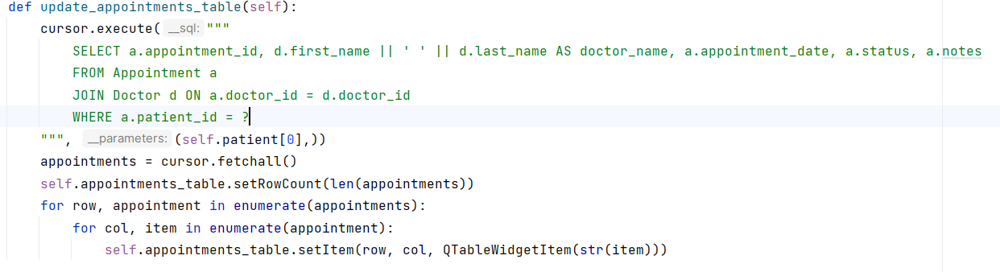 def update_appointments_table(self):
    cursor.execute( __sql: """
        SELECT a.appointment_id, d.first_name || ' ' || d.last_name AS doctor_name, a.appointment_date, a.status, a.notes
        FROM Appointment a
        JOIN Doctor d ON a.doctor_id = d.doctor_id
        WHERE a.patient_id = ?
    """, __parameters: (self.patient[0],))
    appointments = cursor.fetchall()
    self.appointments_table.setRowCount(len(appointments))
    for row, appointment in enumerate(appointments):
        for col, item in enumerate(appointment):
            self.appointments_table.setItem(row, col, QTableWidgetItem(str(item)))